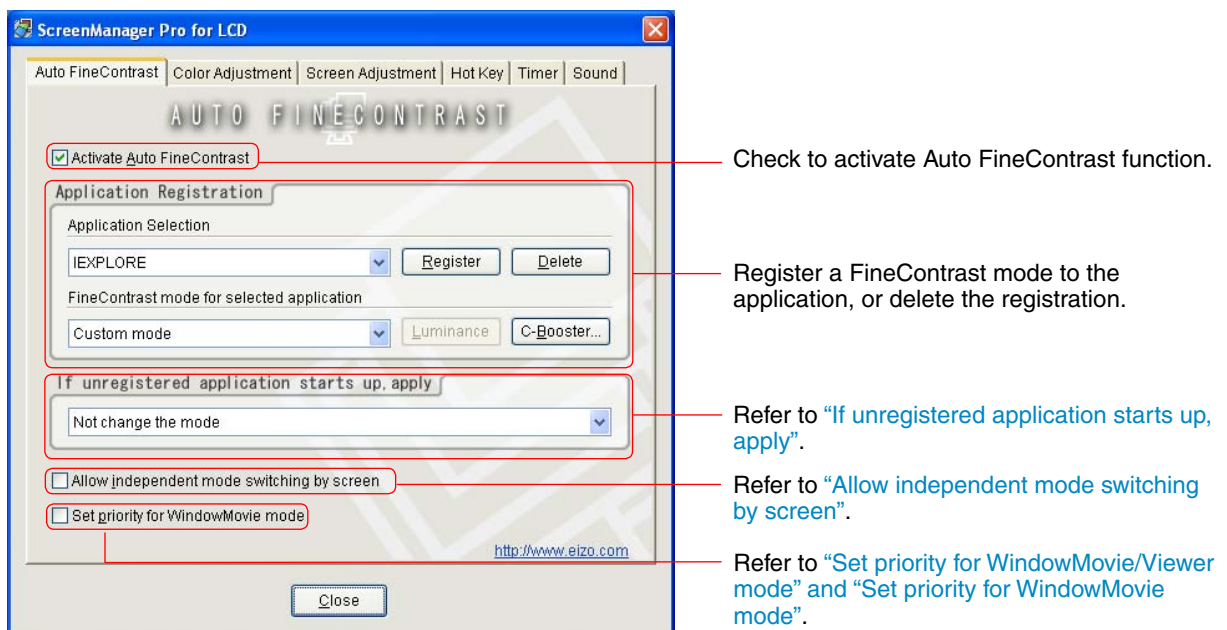 ScreenManager Pro for LCD
Auto FineContrast Color Adjustment Screen Adjustment Hot Key Timer Sound
AUTO FINECONTRAST
Activate Auto FineContrast
Check to activate Auto FineContrast function.
Application Registration
Application Selection
IEXPLORE Register Delete
FineContrast mode for selected application
Custom mode Luminance C-Booster...
Register a FineContrast mode to the
application, or delete the registration.
If unregistered application starts up, apply
Not change the mode
Refer to “If unregistered application starts up,
apply”.
Allow independent mode switching by screen
Refer to “Allow independent mode switching
by screen”.
Set priority for WindowMovie mode
http://www.eizo.com
Refer to “Set priority for WindowMovie/Viewer
mode” and “Set priority for WindowMovie
mode”.
Close